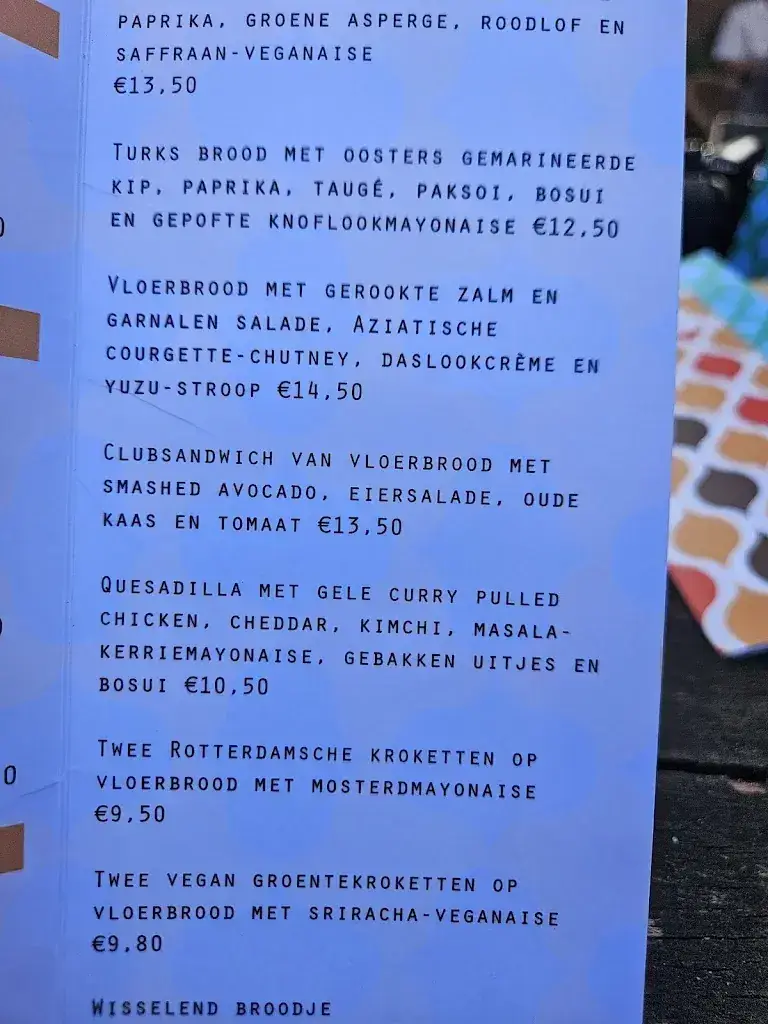 PAPRIKA, GROENE ASPERGE, ROODLOF EN
SAFFRAAN-VEGANAISE
€13,50
TURKS BROOD MET OOSTERS GEMARINEERDE
KIP, PAPRIKA, TAUGÉ, PAKSOI, BOSUI
EN GEPOFTE KNOFLOOKMAYONAISE €12,50
VLOERBROOD MET GEROOKTE ZALM EN
GARNALEN SALADE, AZIATISCHE
COURGETTE-CHUTNEY, DASLOOKCRÈME EN
YUZU-STROOP €14,50
CLUBSANDWICH VAN VLOERBROOD MET
SMASHED AVOCADO, EIERSALADE, OUDE
KAAS EN TOMAAT €13,50
QUESADILLA MET GELE CURRY PULLED
CHICKEN, CHEDDAR, KIMCHI, MASALA-
KERRIEMAYONAISE, GEBAKKEN UITJES EN
BOSUI €10,50
TWEE ROTTERDAMSCHE KROKETTEN OP
VLOERBROOD MET MOSTERDMAYONAISE
€9,50
TWEE VEGAN GROENTEKROKETTEN OP
VLOERBROOD MET SRIRACHA-VEGANAISE
€9,80
WISSELEND BROODJE